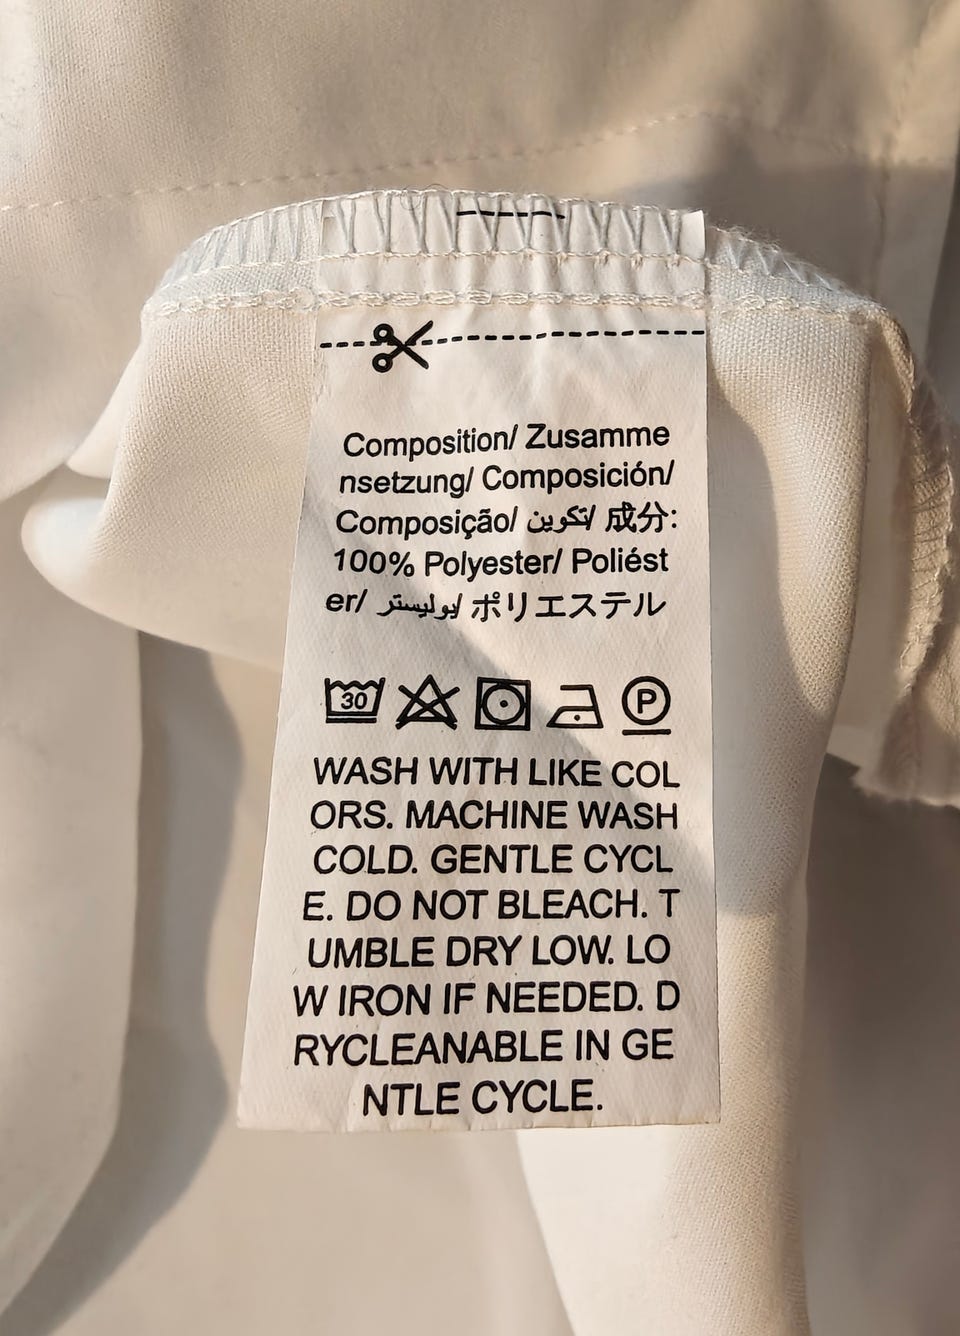 Composition/ Zusamme
nsetzung/ Composición/
Composição/ تكوين/ 成分:
100% Polyester/ Poliést
er/ بوليستر/ ポリエステル
30 P
WASH WITH LIKE COL
ORS. MACHINE WASH
COLD. GENTLE CYCL
E. DO NOT BLEACH. T
UMBLE DRY LOW. LO
W IRON IF NEEDED. D
RYCLEANABLE IN GE
NTLE CYCLE.